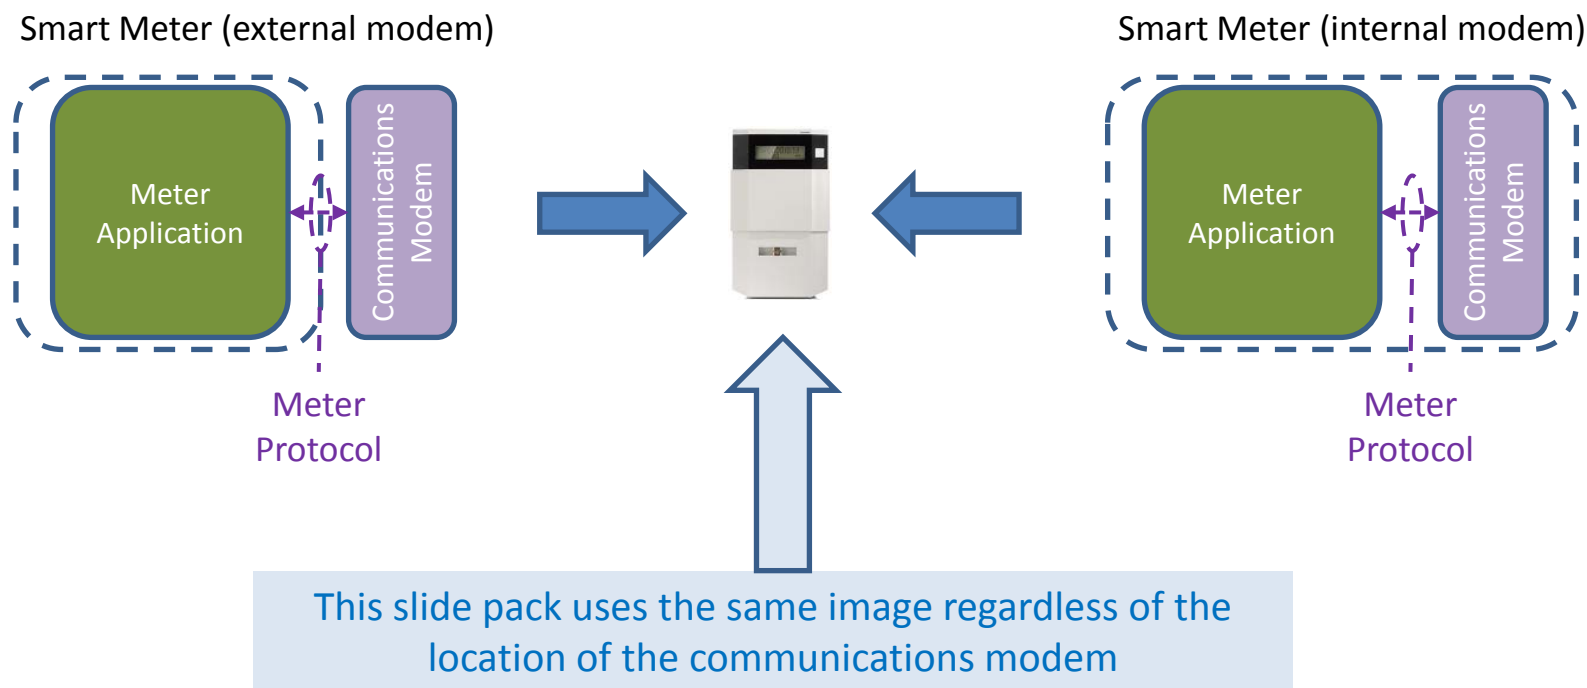 Smart Meter (external modem)
Smart Meter (internal modem)
Meter
Application
Communications
Modem
Meter
Protocol
Meter
Application
Communications
Modem
Meter
Protocol
This slide pack uses the same image regardless of the
location of the communications modem